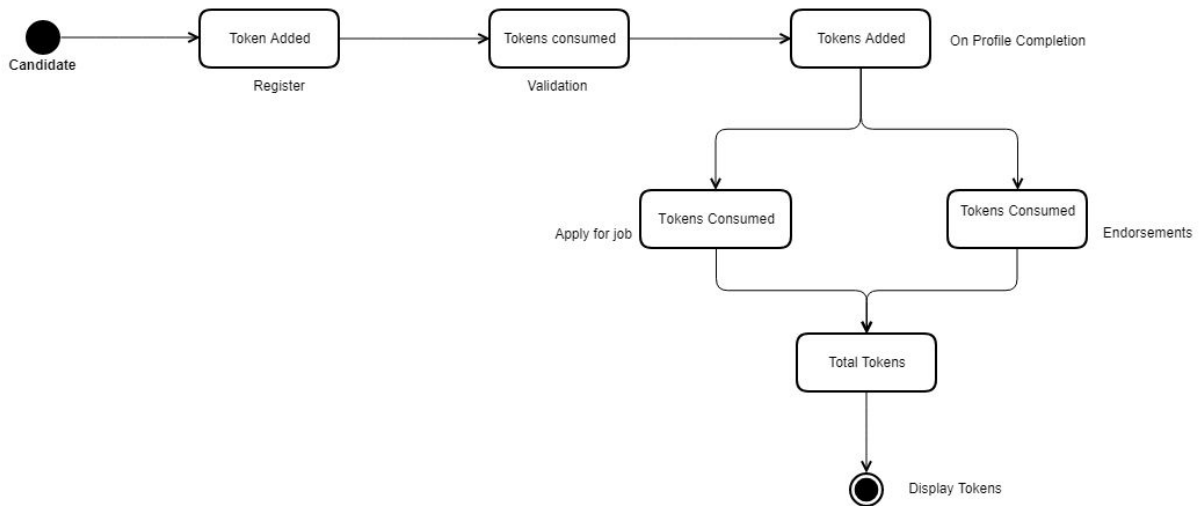 Token Added
Tokens consumed
Tokens Added
On Profile Completion
Candidate
Register
Validation
Tokens Consumed
Tokens Consumed
Apply for job
Endorsements
Total Tokens
Display Tokens